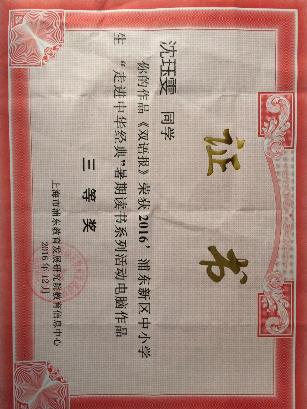 证书
沈珏雯 同学
你的作品《双语报》荣获2016’浦东新区中小学
生“走进中华经典”暑期读书系列活动电脑作品
三等奖
上海市浦东教育发展研究院教育信息中心
2016年12月